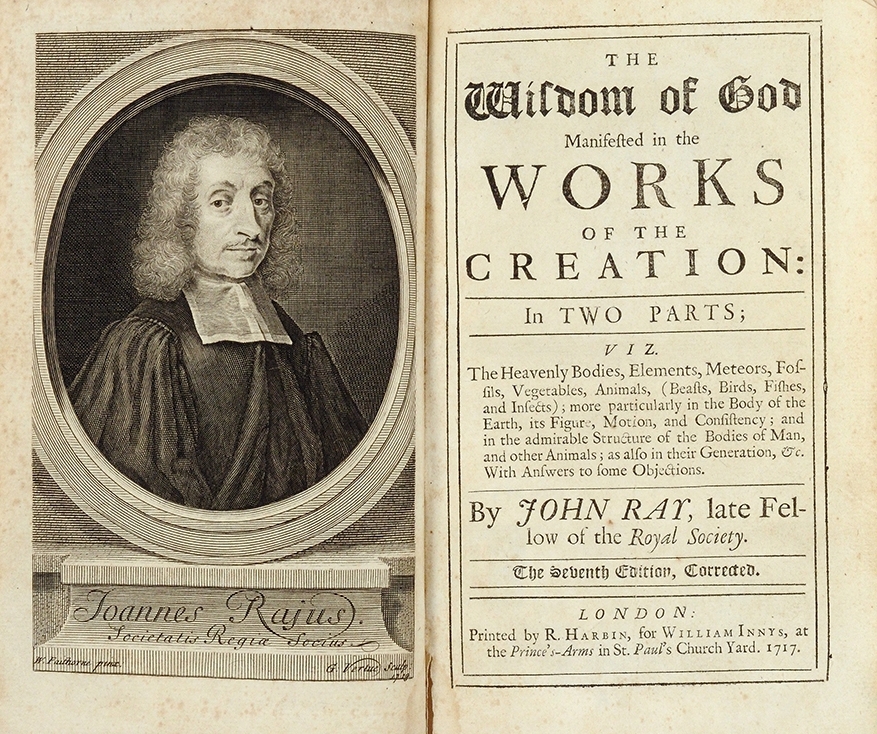 Joannes Rajus.
Societatis Regiæ Socius.
W. Faithorne pinx.
G. Vertue Sculp.
THE
Wiſdom of God
Manifeſted in the
WORKS
OF THE
CREATION:
In TWO PARTS;
VIZ.
The Heavenly Bodies, Elements, Meteors, Foſ-
ſils, Vegetables, Animals, (Beaſts, Birds, Fiſhes,
and Inſects); more particularly in the Body of the
Earth, its Figure, Motion, and Conſiſtency; and
in the admirable Structure of the Bodies of Man,
and other Animals; as alſo in their Generation, &c.
With Anſwers to ſome Objections.
By JOHN RAY, late Fel-
low of the Royal Society.
The Seventh Edition, Corrected.
LONDON:
Printed by R. HARBIN, for WILLIAM INNYS, at
the Prince's-Arms in St. Paul's Church Yard. 1717.